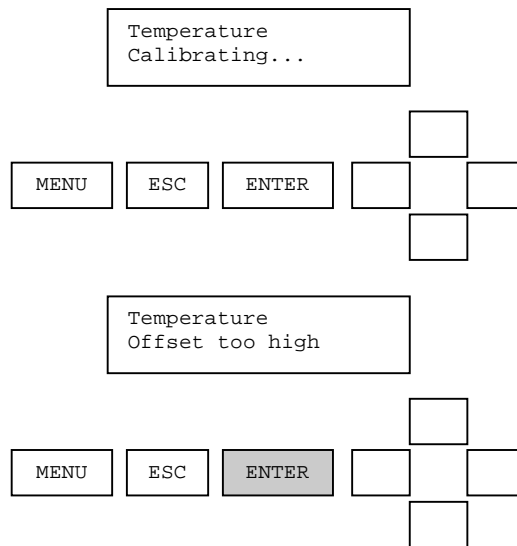 Temperature
Calibrating...
MENU ESC ENTER
Temperature
Offset too high
MENU ESC ENTER